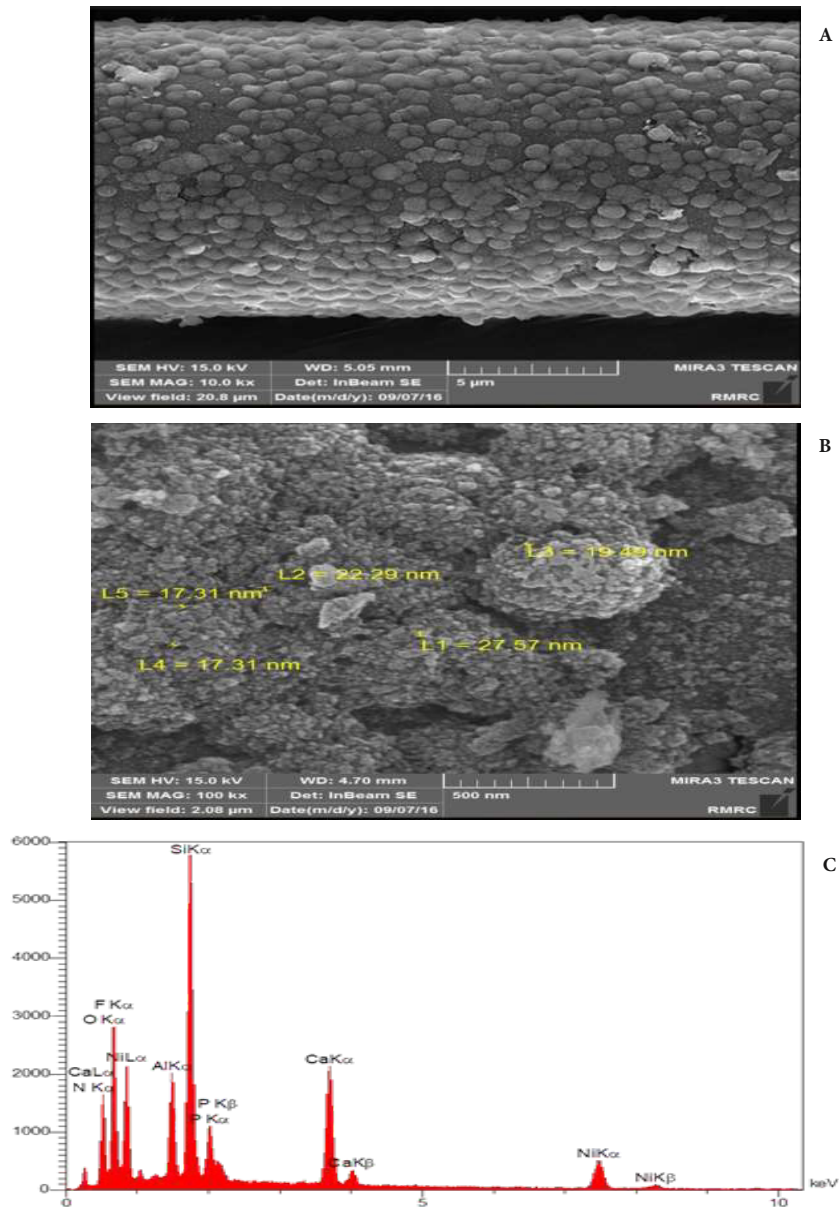 A
SEM HV: 15.0 kV WD: 5.05 mm MIRA3 TESCAN
SEM MAG: 10.0 kx Det: InBeam SE 5 µm
View field: 20.8 µm Date(m/d/y): 09/07/16 RMRC
B
L3 = 19.49 nm
L2 = 22.29 nm
L5 = 17.31 nm
L1 = 27.57 nm
L4 = 17.31 nm
SEM HV: 15.0 kV WD: 4.70 mm MIRA3 TESCAN
SEM MAG: 100 kx Det: InBeam SE 500 nm
View field: 2.08 µm Date(m/d/y): 09/07/16 RMRC
C
6000
SiKα
5000
4000
3000
F Kα
O Kα
2000
CaLα NiLα AlKα CaKα
N Kα
P Kβ
P Kα
1000
CaKβ NiKα
NiKβ
0
0 5 10 keV